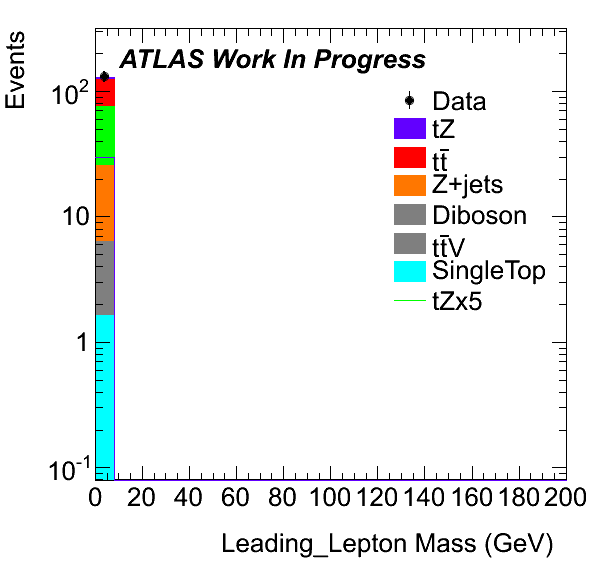 Events
ATLAS Work In Progress
Data
tZ
tt̄
Z+jets
Diboson
tt̄V
SingleTop
tZx5
10²
10
1
10⁻¹
0 20 40 60 80 100 120 140 160 180 200
Leading_Lepton Mass (GeV)